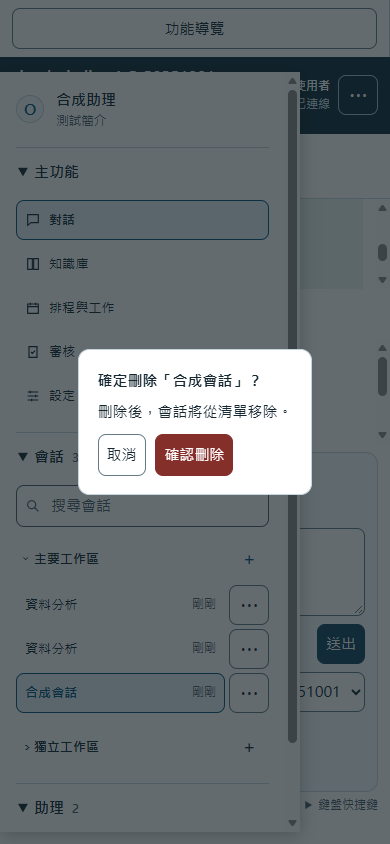 功能導覽
使用者
已連線
O
合成助理
測試簡介
▼ 主功能
對話
知識庫
排程與工作
審核
設定
確定刪除「合成會話」？
刪除後，會話將從清單移除。
取消
確認刪除
▼ 會話 3
搜尋會話
主要工作區 +
資料分析 剛剛 ...
資料分析 剛剛 ...
合成會話 剛剛 ...
獨立工作區 +
▼ 助理 2
送出
51001
▶ 鍵盤快捷鍵